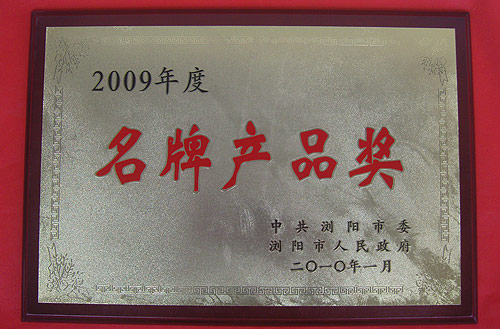 2009年度
名牌产品奖
中共浏阳市委
浏阳市人民政府
二〇一〇年一月